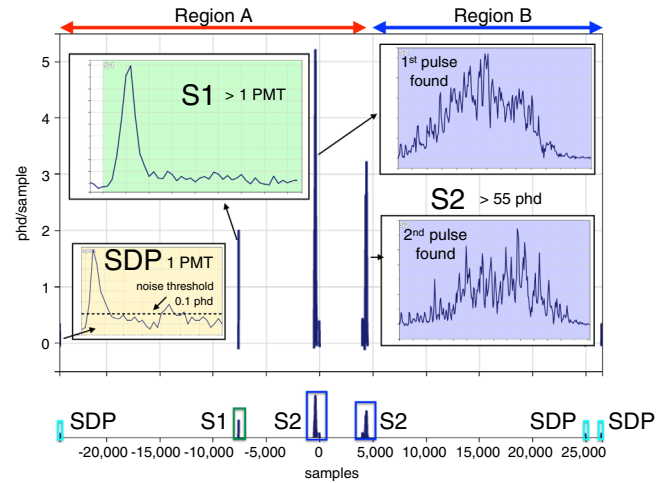 Region A
Region B
5
4
3
2
1
0
phd/sample
S1 > 1 PMT
1st pulse
found
S2 > 55 phd
SDP 1 PMT
noise threshold
0.1 phd
2nd pulse
found
SDP
S1
S2
S2
SDP
SDP
-20,000
-15,000
-10,000
-5,000
0
5,000
10,000
15,000
20,000
25,000
samples